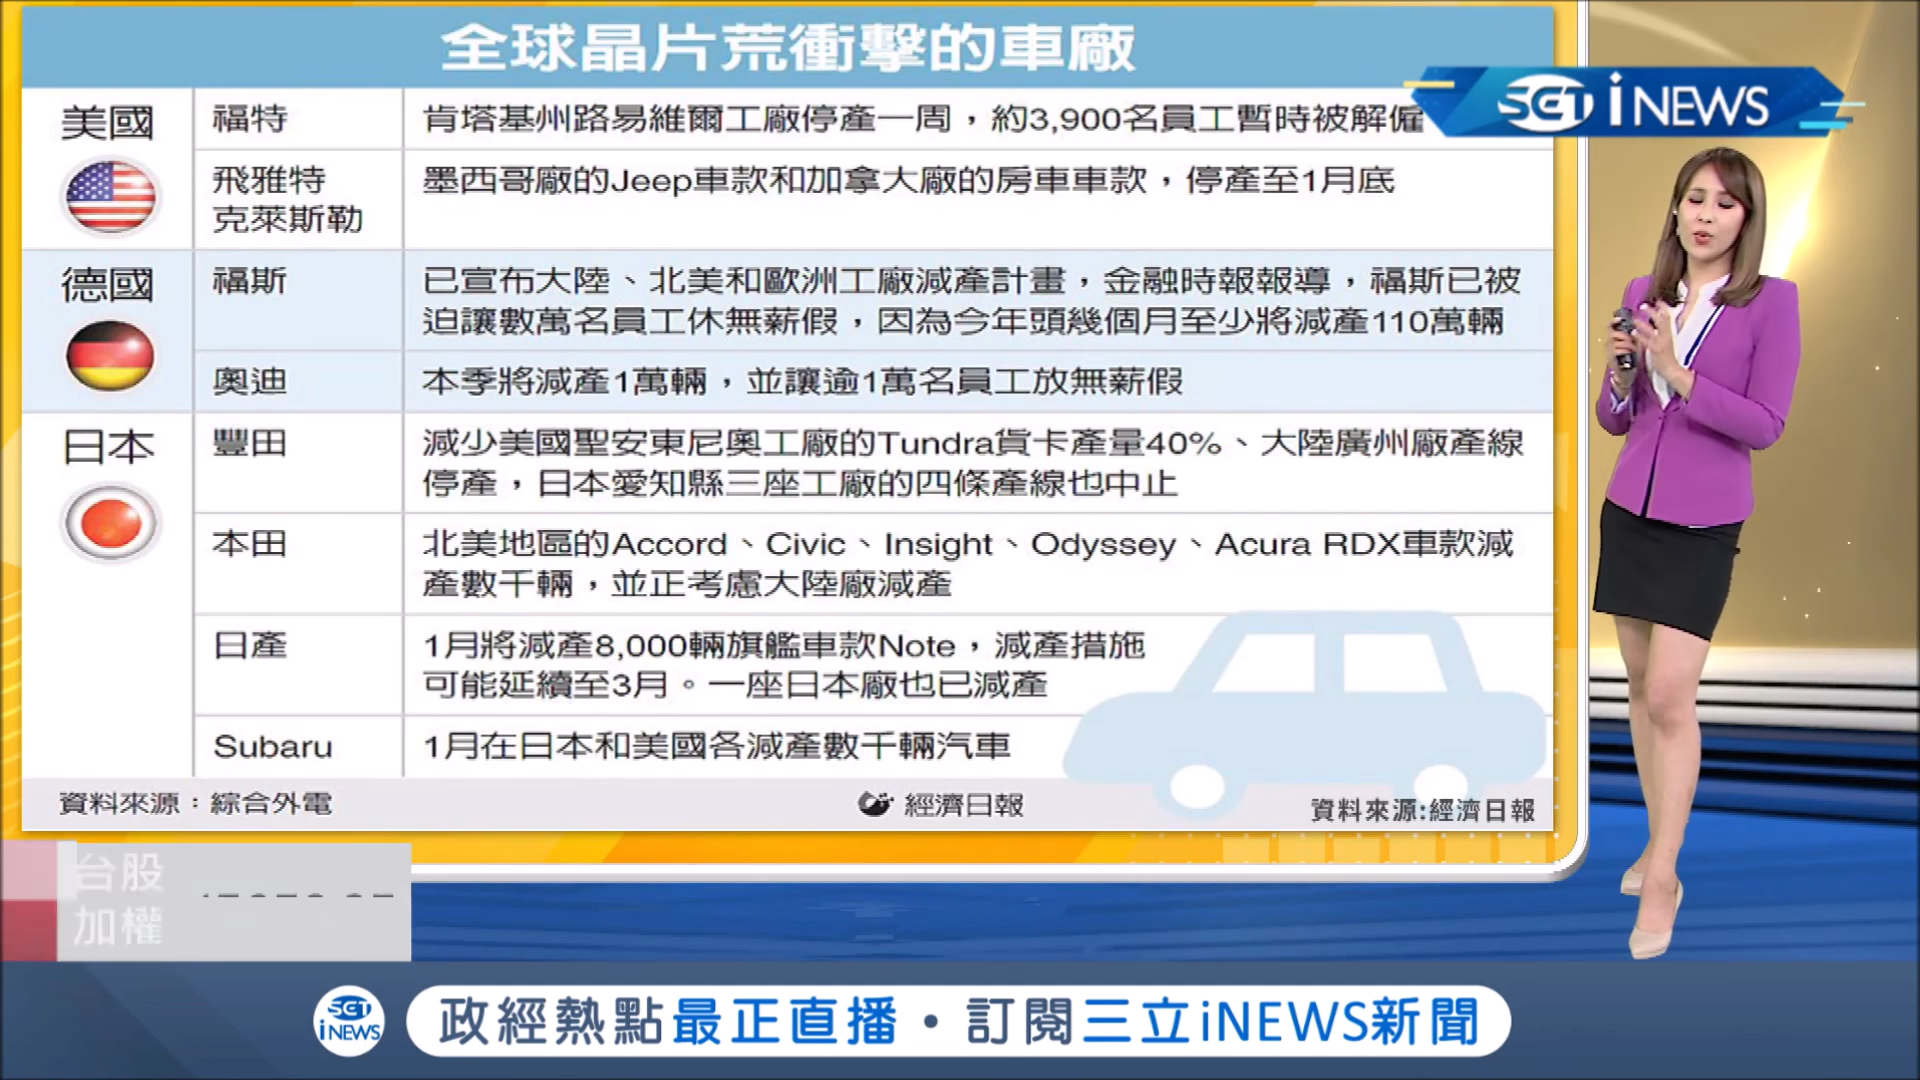 全球晶片荒衝擊的車廠
SET iNEWS
美國
福特
肯塔基州路易維爾工廠停產一周，約3,900名員工暫時被解僱
飛雅特
克萊斯勒
墨西哥廠的Jeep車款和加拿大廠的房車車款，停產至1月底
德國
福斯
已宣布大陸、北美和歐洲工廠減產計畫，金融時報報導，福斯已被
迫讓數萬名員工休無薪假，因為今年頭幾個月至少將減產110萬輛
奧迪
本季將減產1萬輛，並讓逾1萬名員工放無薪假
日本
豐田
減少美國聖安東尼奧工廠的Tundra貨卡產量40%、大陸廣州廠產線
停產，日本愛知縣三座工廠的四條產線也中止
本田
北美地區的Accord、Civic、Insight、Odyssey、Acura RDX車款減
產數千輛，並正考慮大陸廠減產
日產
1月將減產8,000輛旗艦車款Note，減產措施
可能延續至3月。一座日本廠也已減產
Subaru
1月在日本和美國各減產數千輛汽車
資料來源：綜合外電
經濟日報
資料來源:經濟日報
台股
加權
SET
iNEWS
政經熱點最正直播・訂閱三立iNEWS新聞